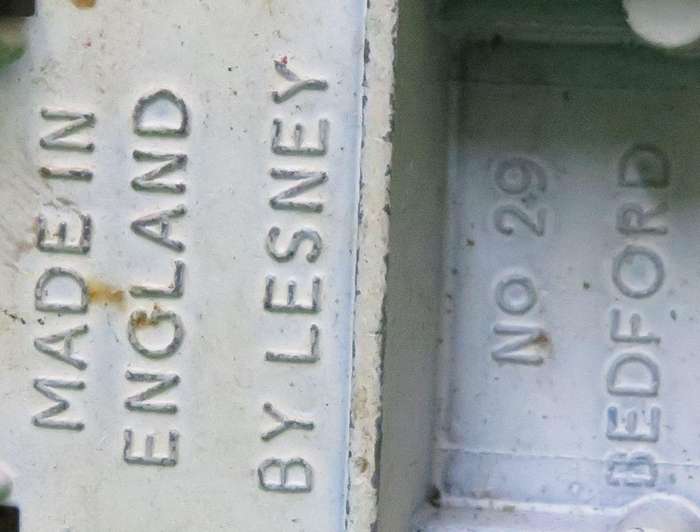 MADE IN
ENGLAND
BY LESNEY
No 29
BEDFORD